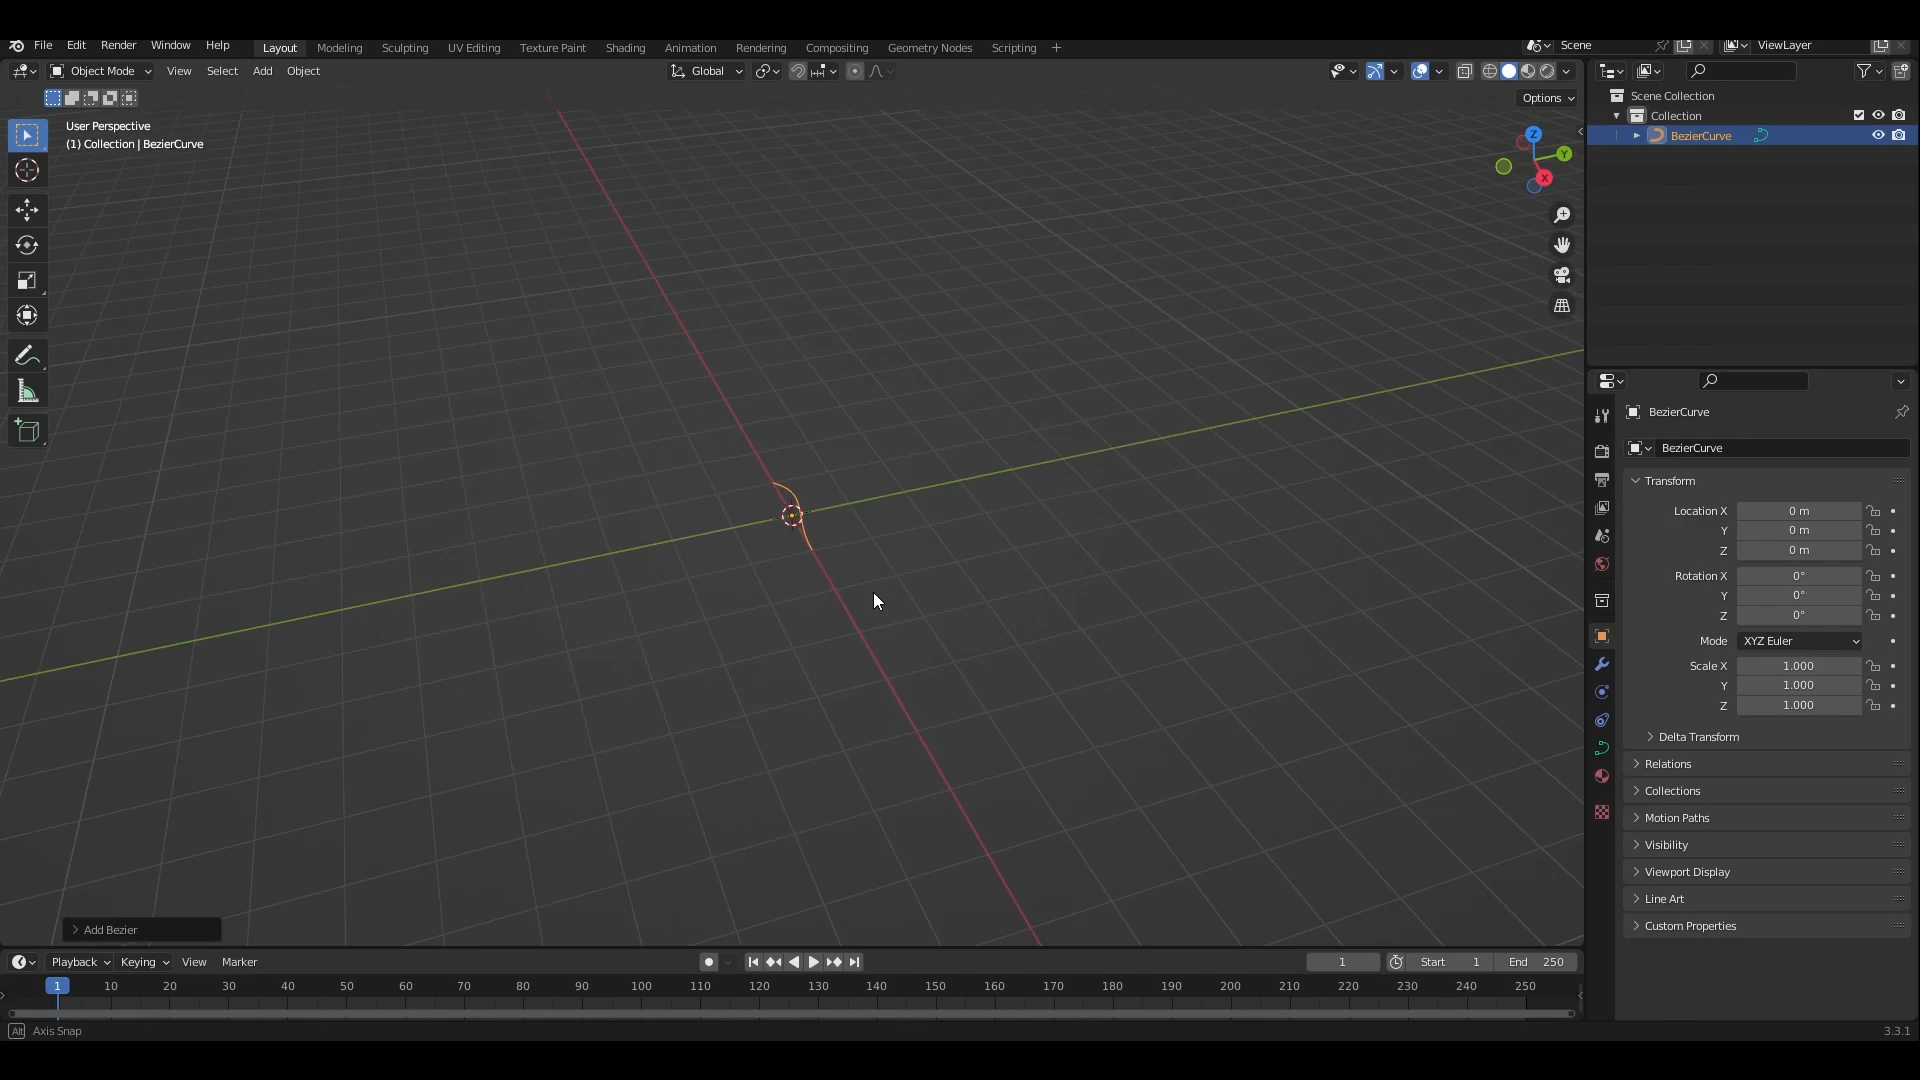 File Edit Render Window Help Layout Modeling Sculpting UV Editing Texture Paint Shading Animation Rendering Compositing Geometry Nodes Scripting + Scene ViewLayer
Object Mode View Select Add Object Global
Options
User Perspective
(1) Collection | BezierCurve
Z
Y
X
Scene Collection
Collection
BezierCurve
BezierCurve
BezierCurve
Transform
Location X 0 m
Y 0 m
Z 0 m
Rotation X 0°
Y 0°
Z 0°
Mode XYZ Euler
Scale X 1.000
Y 1.000
Z 1.000
Delta Transform
Relations
Collections
Motion Paths
Visibility
Viewport Display
Line Art
Custom Properties
Add Bezier
Playback Keying View Marker 1 Start 1 End 250
1 10 20 30 40 50 60 70 80 90 100 110 120 130 140 150 160 170 180 190 200 210 220 230 240 250
Alt Axis Snap 3.3.1